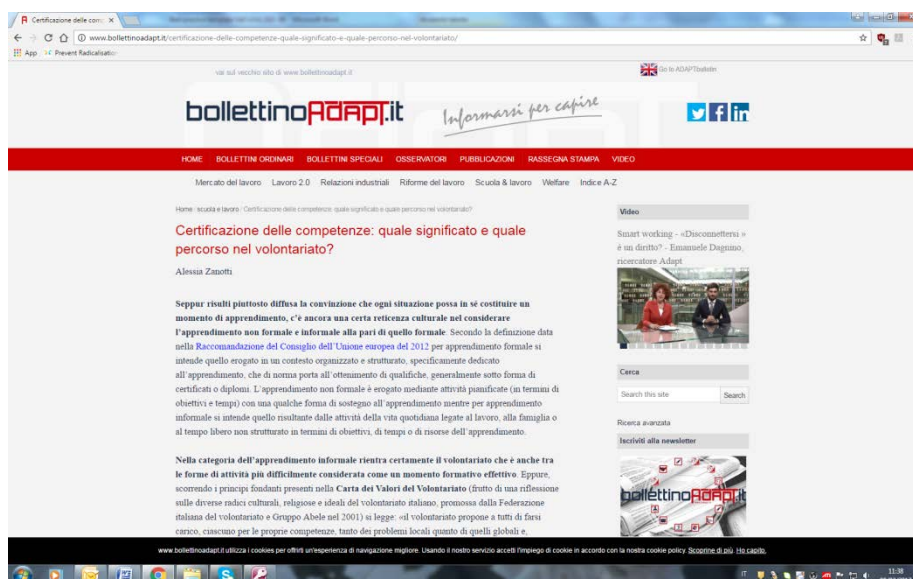 Certificazione delle com
www.bollettinoadapt.it/certificazione-delle-competenze-quale-significato-e-quale-percorso-nel-volontariato/
App
Prevent Radicalisatio
vai sul vecchio sito di www.bollettinoadapt.it
Go to ADAPTbulletin
bollettinoADAPT.it
Informarsi per capire
HOME BOLLETTINI ORDINARI BOLLETTINI SPECIALI OSSERVATORI PUBBLICAZIONI RASSEGNA STAMPA VIDEO
Mercato del lavoro Lavoro 2.0 Relazioni industriali Riforme del lavoro Scuola & lavoro Welfare Indice A-Z
Home / scuola e lavoro / Certificazione delle competenze: quale significato e quale percorso nel volontariato?
Certificazione delle competenze: quale significato e quale
percorso nel volontariato?
Alessia Zanotti
Seppur risulti piuttosto diffusa la convinzione che ogni situazione possa in sé costituire un
momento di apprendimento, c'è ancora una certa reticenza culturale nel considerare
l'apprendimento non formale e informale alla pari di quello formale. Secondo la definizione data
nella Raccomandazione del Consiglio dell'Unione europea del 2012 per apprendimento formale si
intende quello erogato in un contesto organizzato e strutturato, specificamente dedicato
all'apprendimento, che di norma porta all'ottenimento di qualifiche, generalmente sotto forma di
certificati o diplomi. L'apprendimento non formale è erogato mediante attività pianificate (in termini di
obiettivi e tempi) con una qualche forma di sostegno all'apprendimento mentre per apprendimento
informale si intende quello risultante dalle attività della vita quotidiana legate al lavoro, alla famiglia o
al tempo libero non strutturato in termini di obiettivi, di tempi o di risorse dell'apprendimento.
Nella categoria dell'apprendimento informale rientra certamente il volontariato che è anche tra
le forme di attività più difficilmente considerata come un momento formativo effettivo. Eppure,
scorrendo i principi fondanti presenti nella Carta dei Valori del Volontariato (frutto di una riflessione
sulle diverse radici culturali, religiose e ideali del volontariato italiano, promossa dalla Federazione
italiana del volontariato e Gruppo Abele nel 2001) si legge: «il volontariato propone a tutti di farsi
carico, ciascuno per le proprie competenze, tanto dei problemi locali quanto di quelli globali e,
Video
Smart working - «Disconnettersi »
è un diritto? - Emanuele Dagnino,
ricercatore Adapt
Cerca
Search this site
Search
Ricerca avanzata
Iscriviti alla newsletter
bollettinoADAPT.it
www.bollettinoadapt.it utilizza i cookies per offrirti un'esperienza di navigazione migliore. Usando il nostro servizio accetti l'impiego di cookie in accordo con la nostra cookie policy. Scoprine di più. Ho capito.
IT
11:38